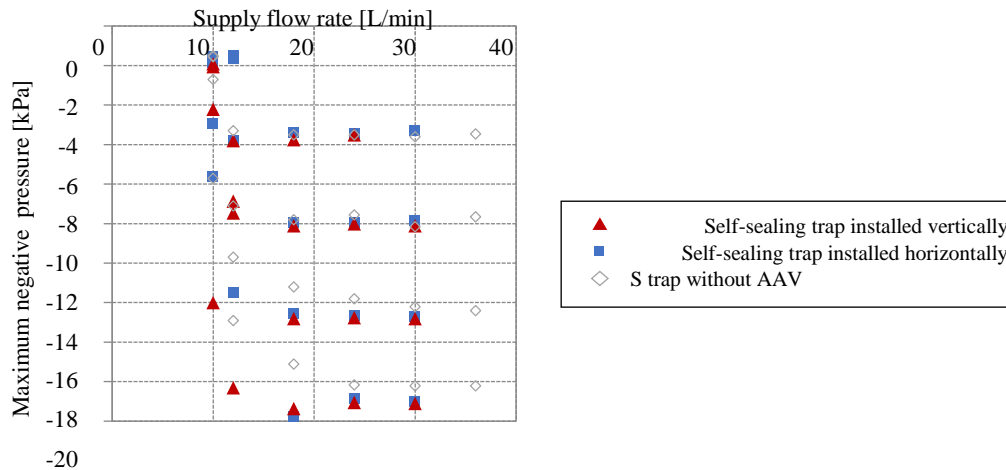 Supply flow rate [L/min]
0 10 20 30 40
0
-2
-4
-6
-8
-10
-12
-14
-16
-18
-20
Maximum negative pressure [kPa]
Self-sealing trap installed vertically
Self-sealing trap installed horizontally
S trap without AAV